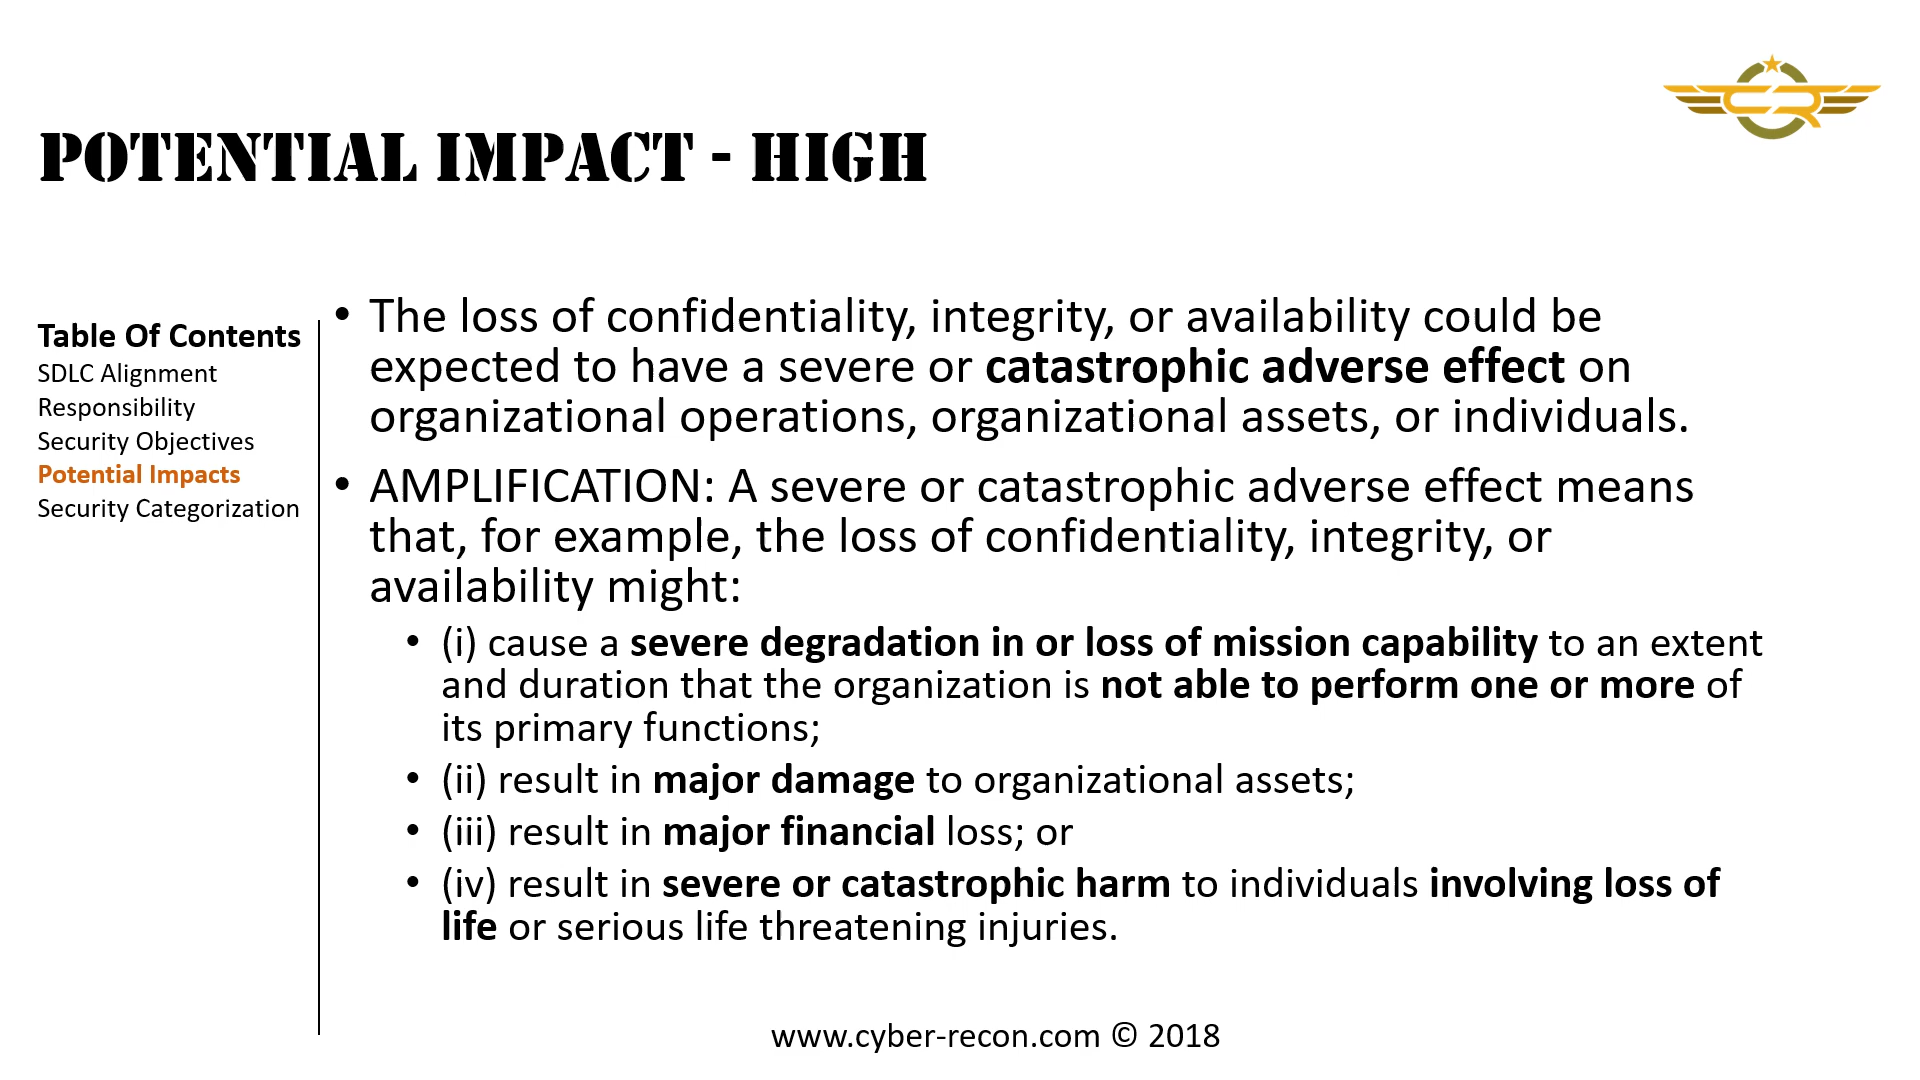 POTENTIAL IMPACT - HIGH
Table Of Contents
SDLC Alignment
Responsibility
Security Objectives
Potential Impacts
Security Categorization
• The loss of confidentiality, integrity, or availability could be
expected to have a severe or catastrophic adverse effect on
organizational operations, organizational assets, or individuals.
• AMPLIFICATION: A severe or catastrophic adverse effect means
that, for example, the loss of confidentiality, integrity, or
availability might:
• (i) cause a severe degradation in or loss of mission capability to an extent
and duration that the organization is not able to perform one or more of
its primary functions;
• (ii) result in major damage to organizational assets;
• (iii) result in major financial loss; or
• (iv) result in severe or catastrophic harm to individuals involving loss of
life or serious life threatening injuries.
www.cyber-recon.com © 2018
CR